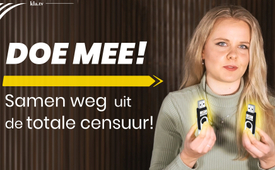 kla.tv
DOE MEE!
Samen weg uit
de totale censuur!